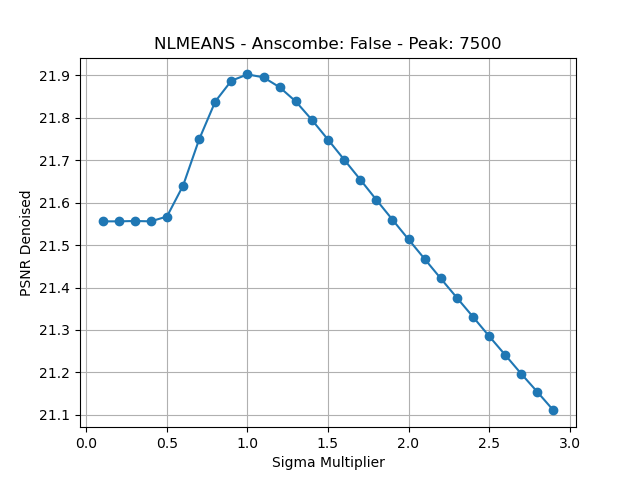 NLMEANS - Anscombe: False - Peak: 7500
21.9
21.8
21.7
21.6
21.5
21.4
21.3
21.2
21.1
PSNR Denoised
0.0 0.5 1.0 1.5 2.0 2.5 3.0
Sigma Multiplier